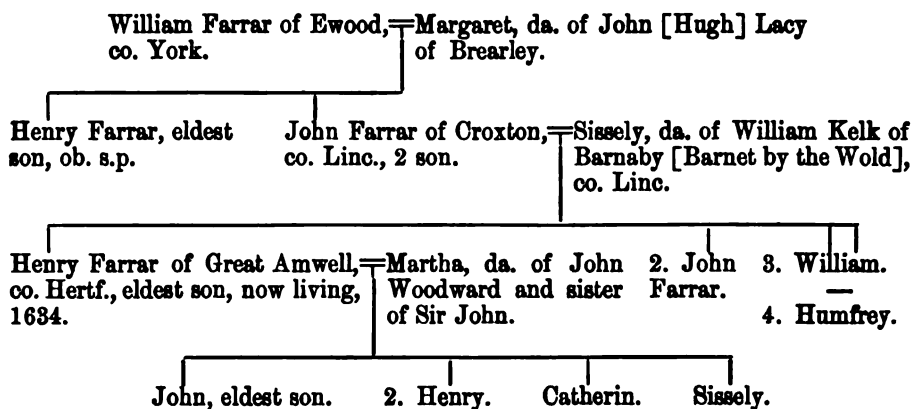 William Farrar of Ewood,
co. York.
Margaret, da. of John [Hugh] Lacy
of Brearley.
Henry Farrar, eldest
son, ob. s.p.
John Farrar of Croxton,
co. Linc., 2 son.
Sissely, da. of William Kelk of
Barnaby [Barnet by the Wold],
co. Linc.
Henry Farrar of Great Amwell,
co. Hertf., eldest son, now living,
1634.
Martha, da. of John
Woodward and sister
of Sir John.
2. John
Farrar.
3. William.
4. Humfrey.
John, eldest son.
2. Henry.
Catherin.
Sissely.